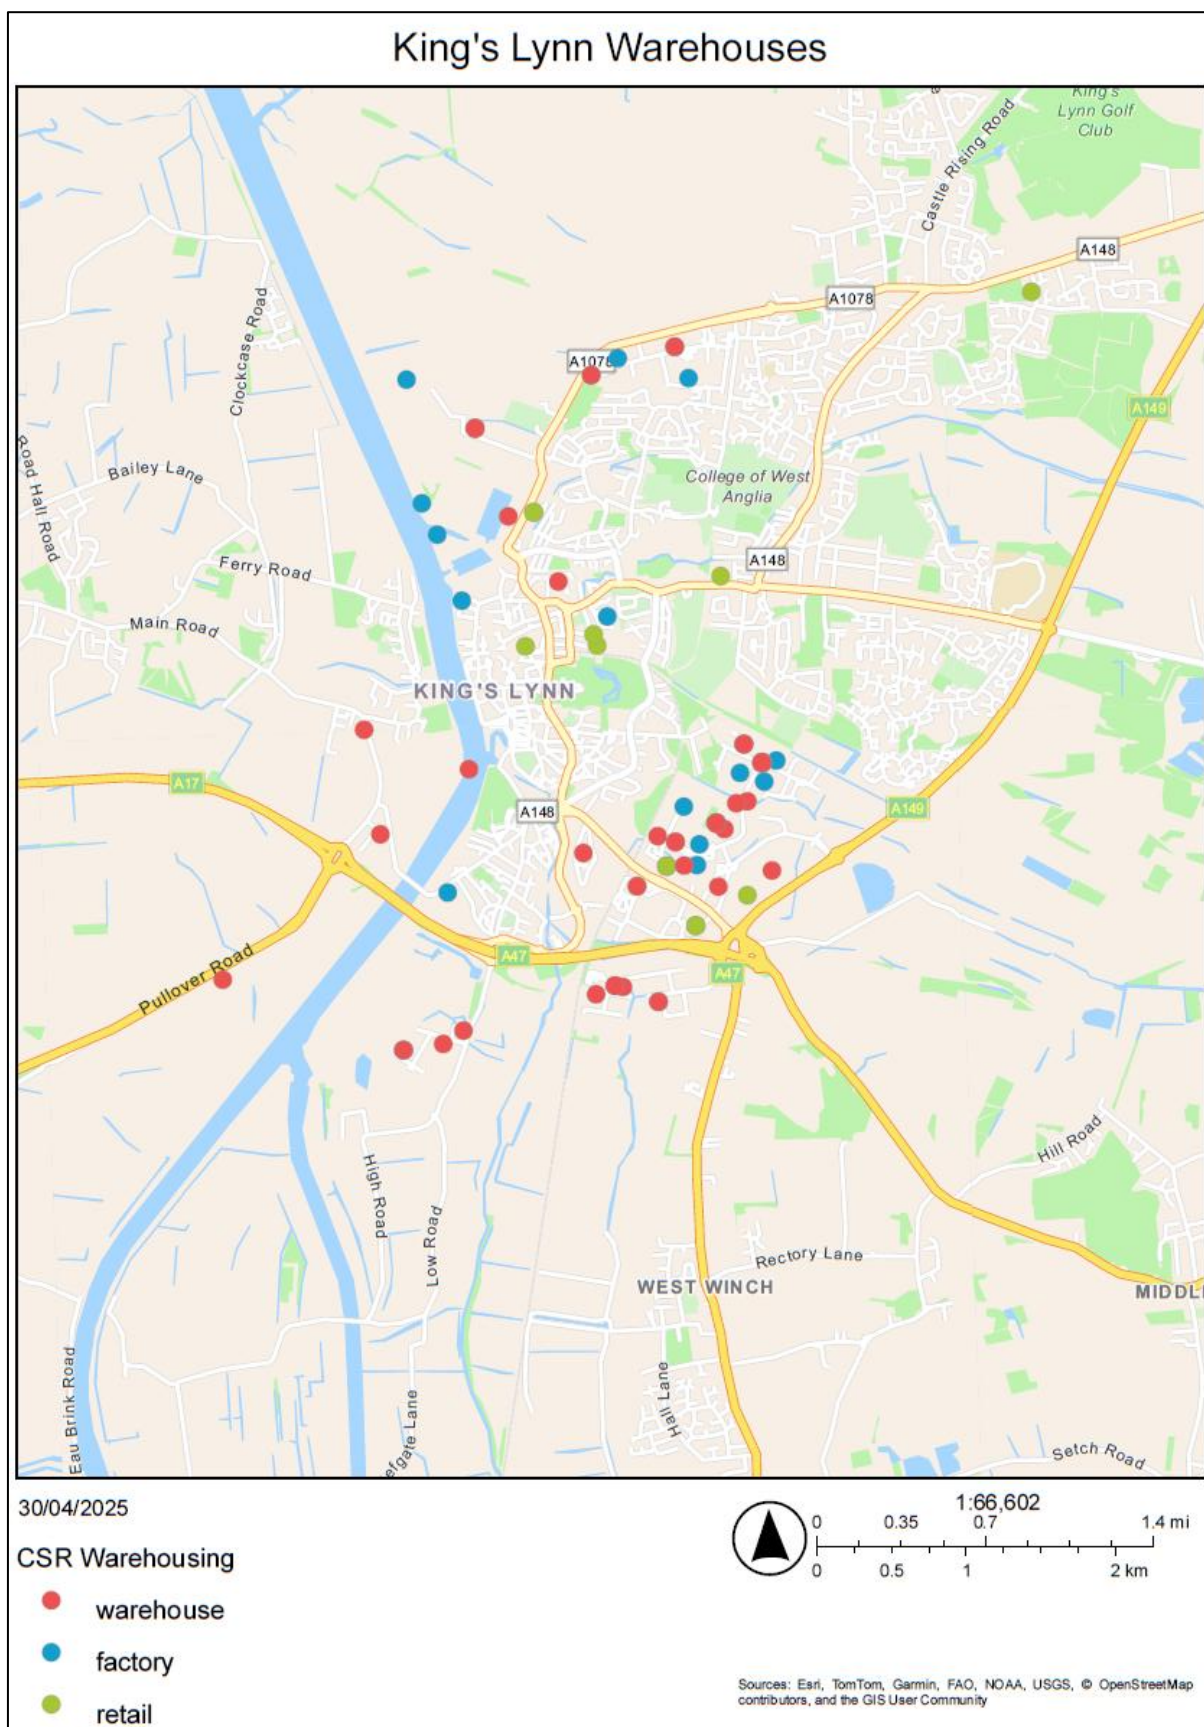 King's Lynn Warehouses
King's
Lynn Golf
Club
Castle Rising Road
A148
A1078
Clockcase Road
A1078
A149
Road Hall Road
Bailey Lane
College of West
Anglia
Ferry Road
A148
Main Road
KING'S LYNN
A17
A148
A149
Pullover Road
A47
A47
Hill Road
High Road
Low Road
Rectory Lane
WEST WINCH
MIDDL
Eau Brink Road
Hall Lane
efgate Lane
Setch Road
30/04/2025
1:66,602
0 0.35 0.7 1.4 mi
0 0.5 1 2 km
CSR Warehousing
warehouse
factory
retail
Sources: Esri, TomTom, Garmin, FAO, NOAA, USGS, © OpenStreetMap
contributors, and the GIS User Community